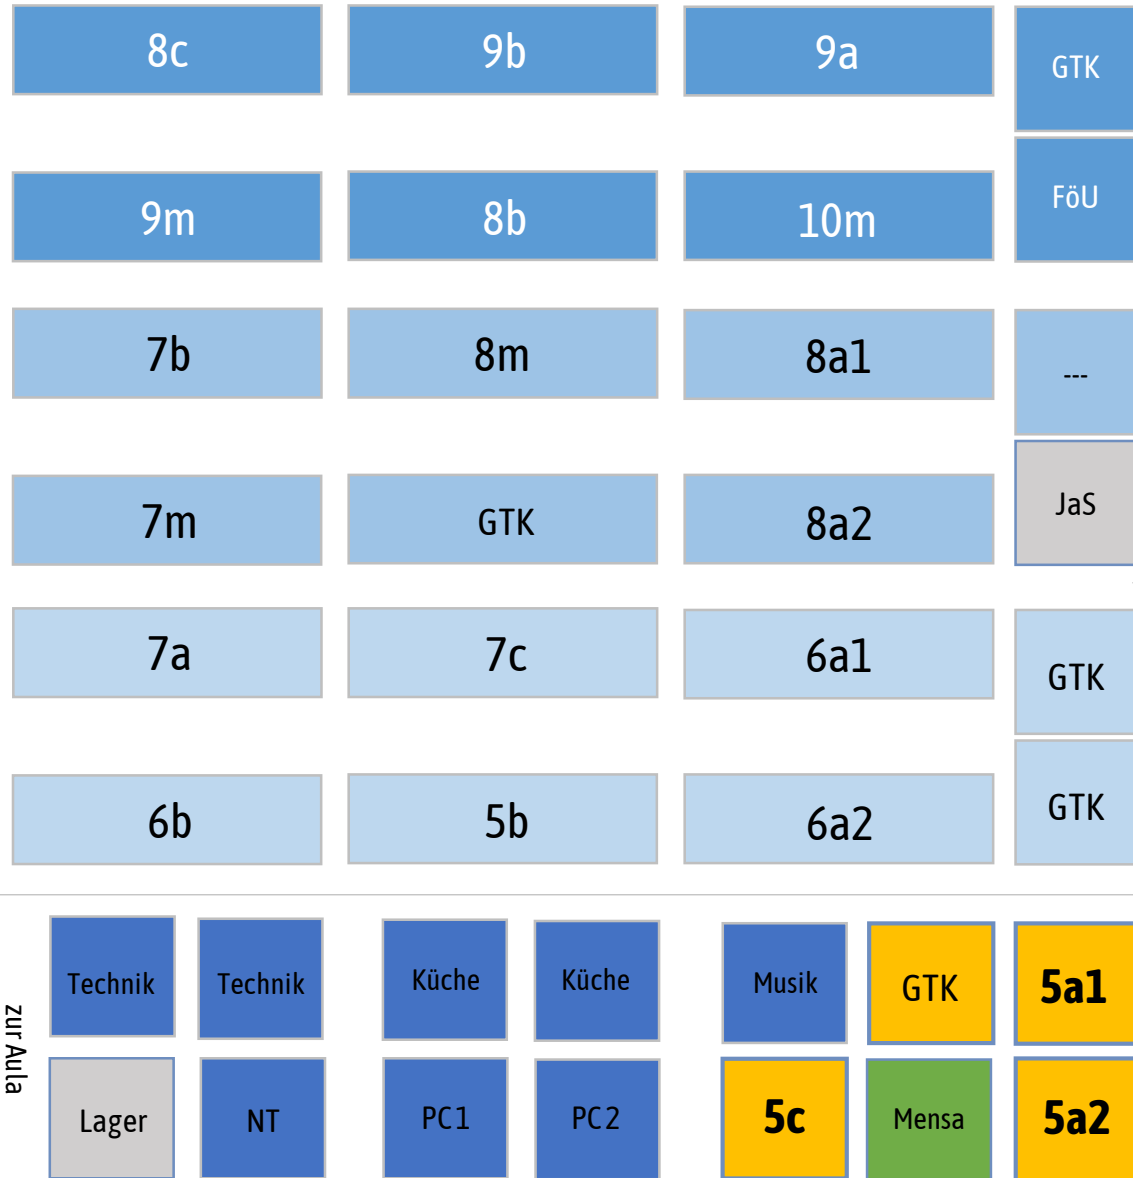 8c 9b 9a GTK
9m 8b 10m FöU
7b 8m 8a1 ---
7m GTK 8a2 JaS
7a 7c 6a1 GTK
6b 5b 6a2 GTK
zur Aula
Technik Technik Küche Küche Musik GTK 5a1
Lager NT PC1 PC2 5c Mensa 5a2